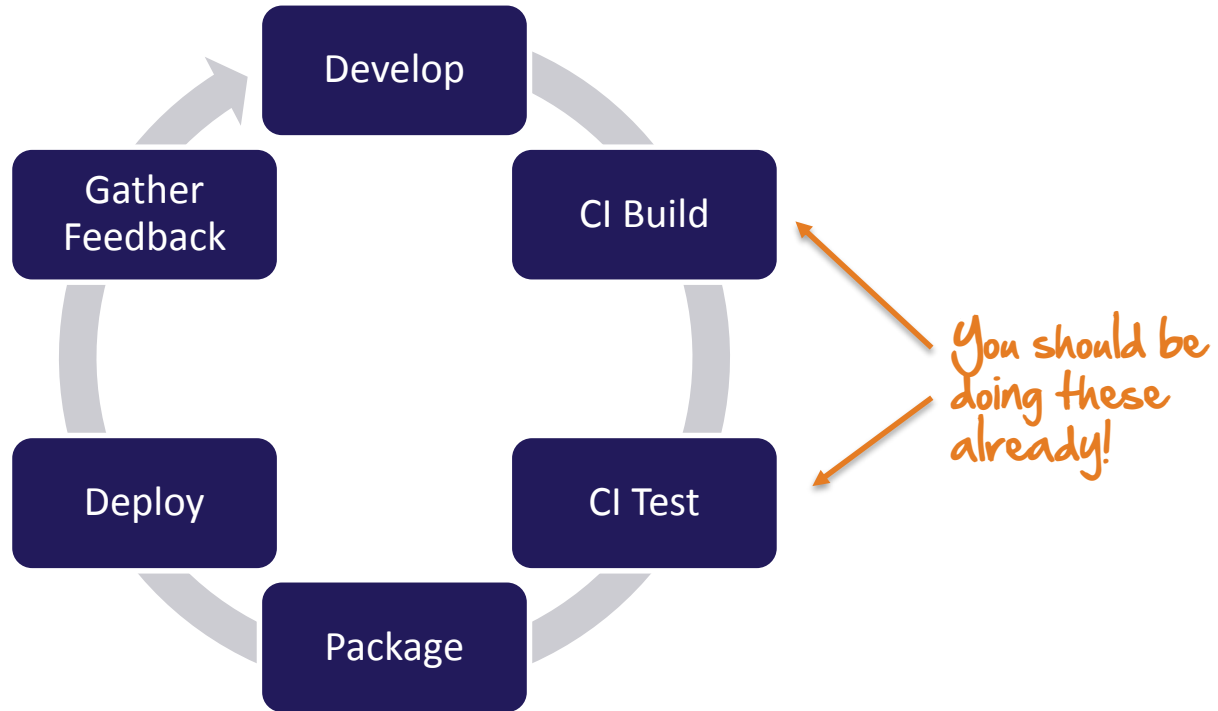 Develop
CI Build
CI Test
Package
Deploy
Gather
Feedback
You should be
doing these
already!